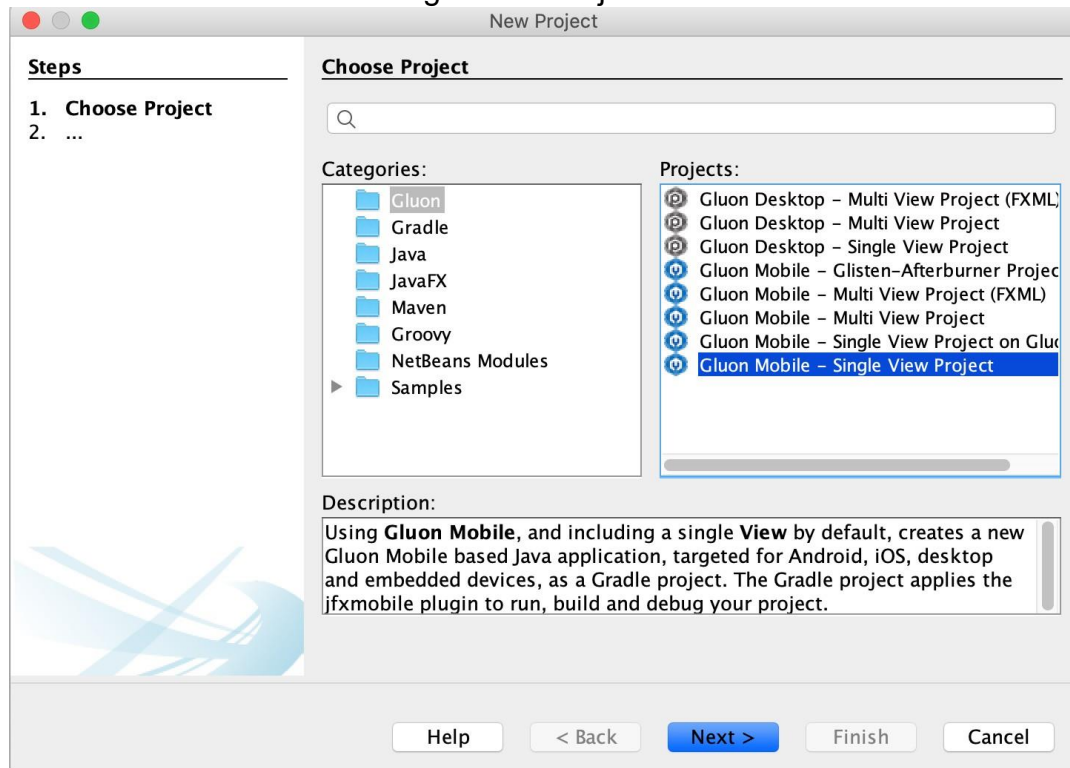 New Project
Steps
1. Choose Project
2. ...
Choose Project
Categories:
Gluon
Gradle
Java
JavaFX
Maven
Groovy
NetBeans Modules
Samples
Projects:
Gluon Desktop – Multi View Project (FXML)
Gluon Desktop – Multi View Project
Gluon Desktop – Single View Project
Gluon Mobile – Glisten–Afterburner Projec
Gluon Mobile – Multi View Project (FXML)
Gluon Mobile – Multi View Project
Gluon Mobile – Single View Project on Glu
Gluon Mobile – Single View Project
Description:
Using Gluon Mobile, and including a single View by default, creates a new
Gluon Mobile based Java application, targeted for Android, iOS, desktop
and embedded devices, as a Gradle project. The Gradle project applies the
jfxmobile plugin to run, build and debug your project.
Help
< Back
Next >
Finish
Cancel